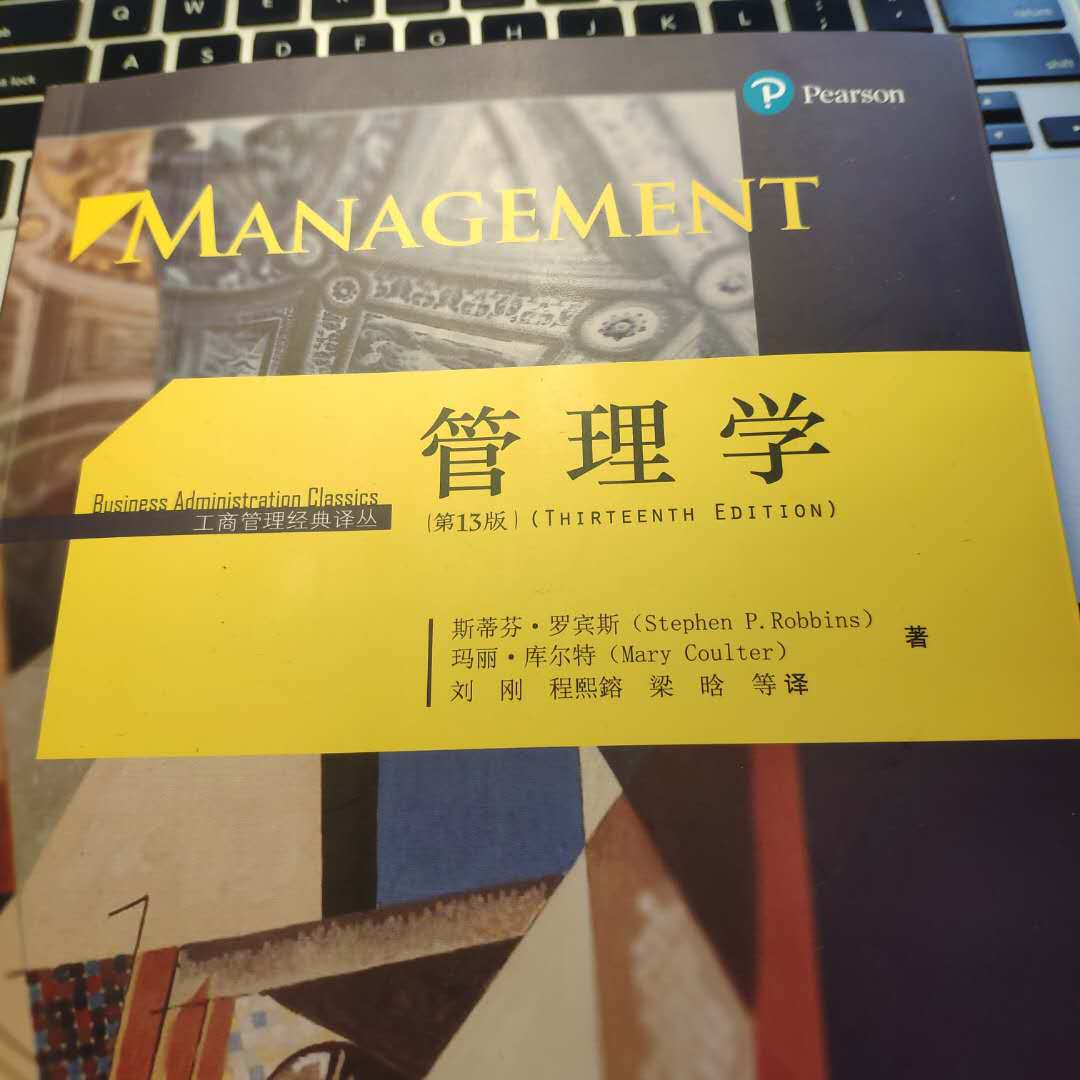 Q W E
A S D F G H J K L
return
shift
Pearson
MANAGEMENT
管理学
Business Administration Classics
工商管理经典译丛
(第13版) (THIRTEENTH EDITION)
斯蒂芬·罗宾斯（Stephen P.Robbins）
玛丽·库尔特（Mary Coulter）
著
刘 刚 程熙鎔 梁 晗 等译